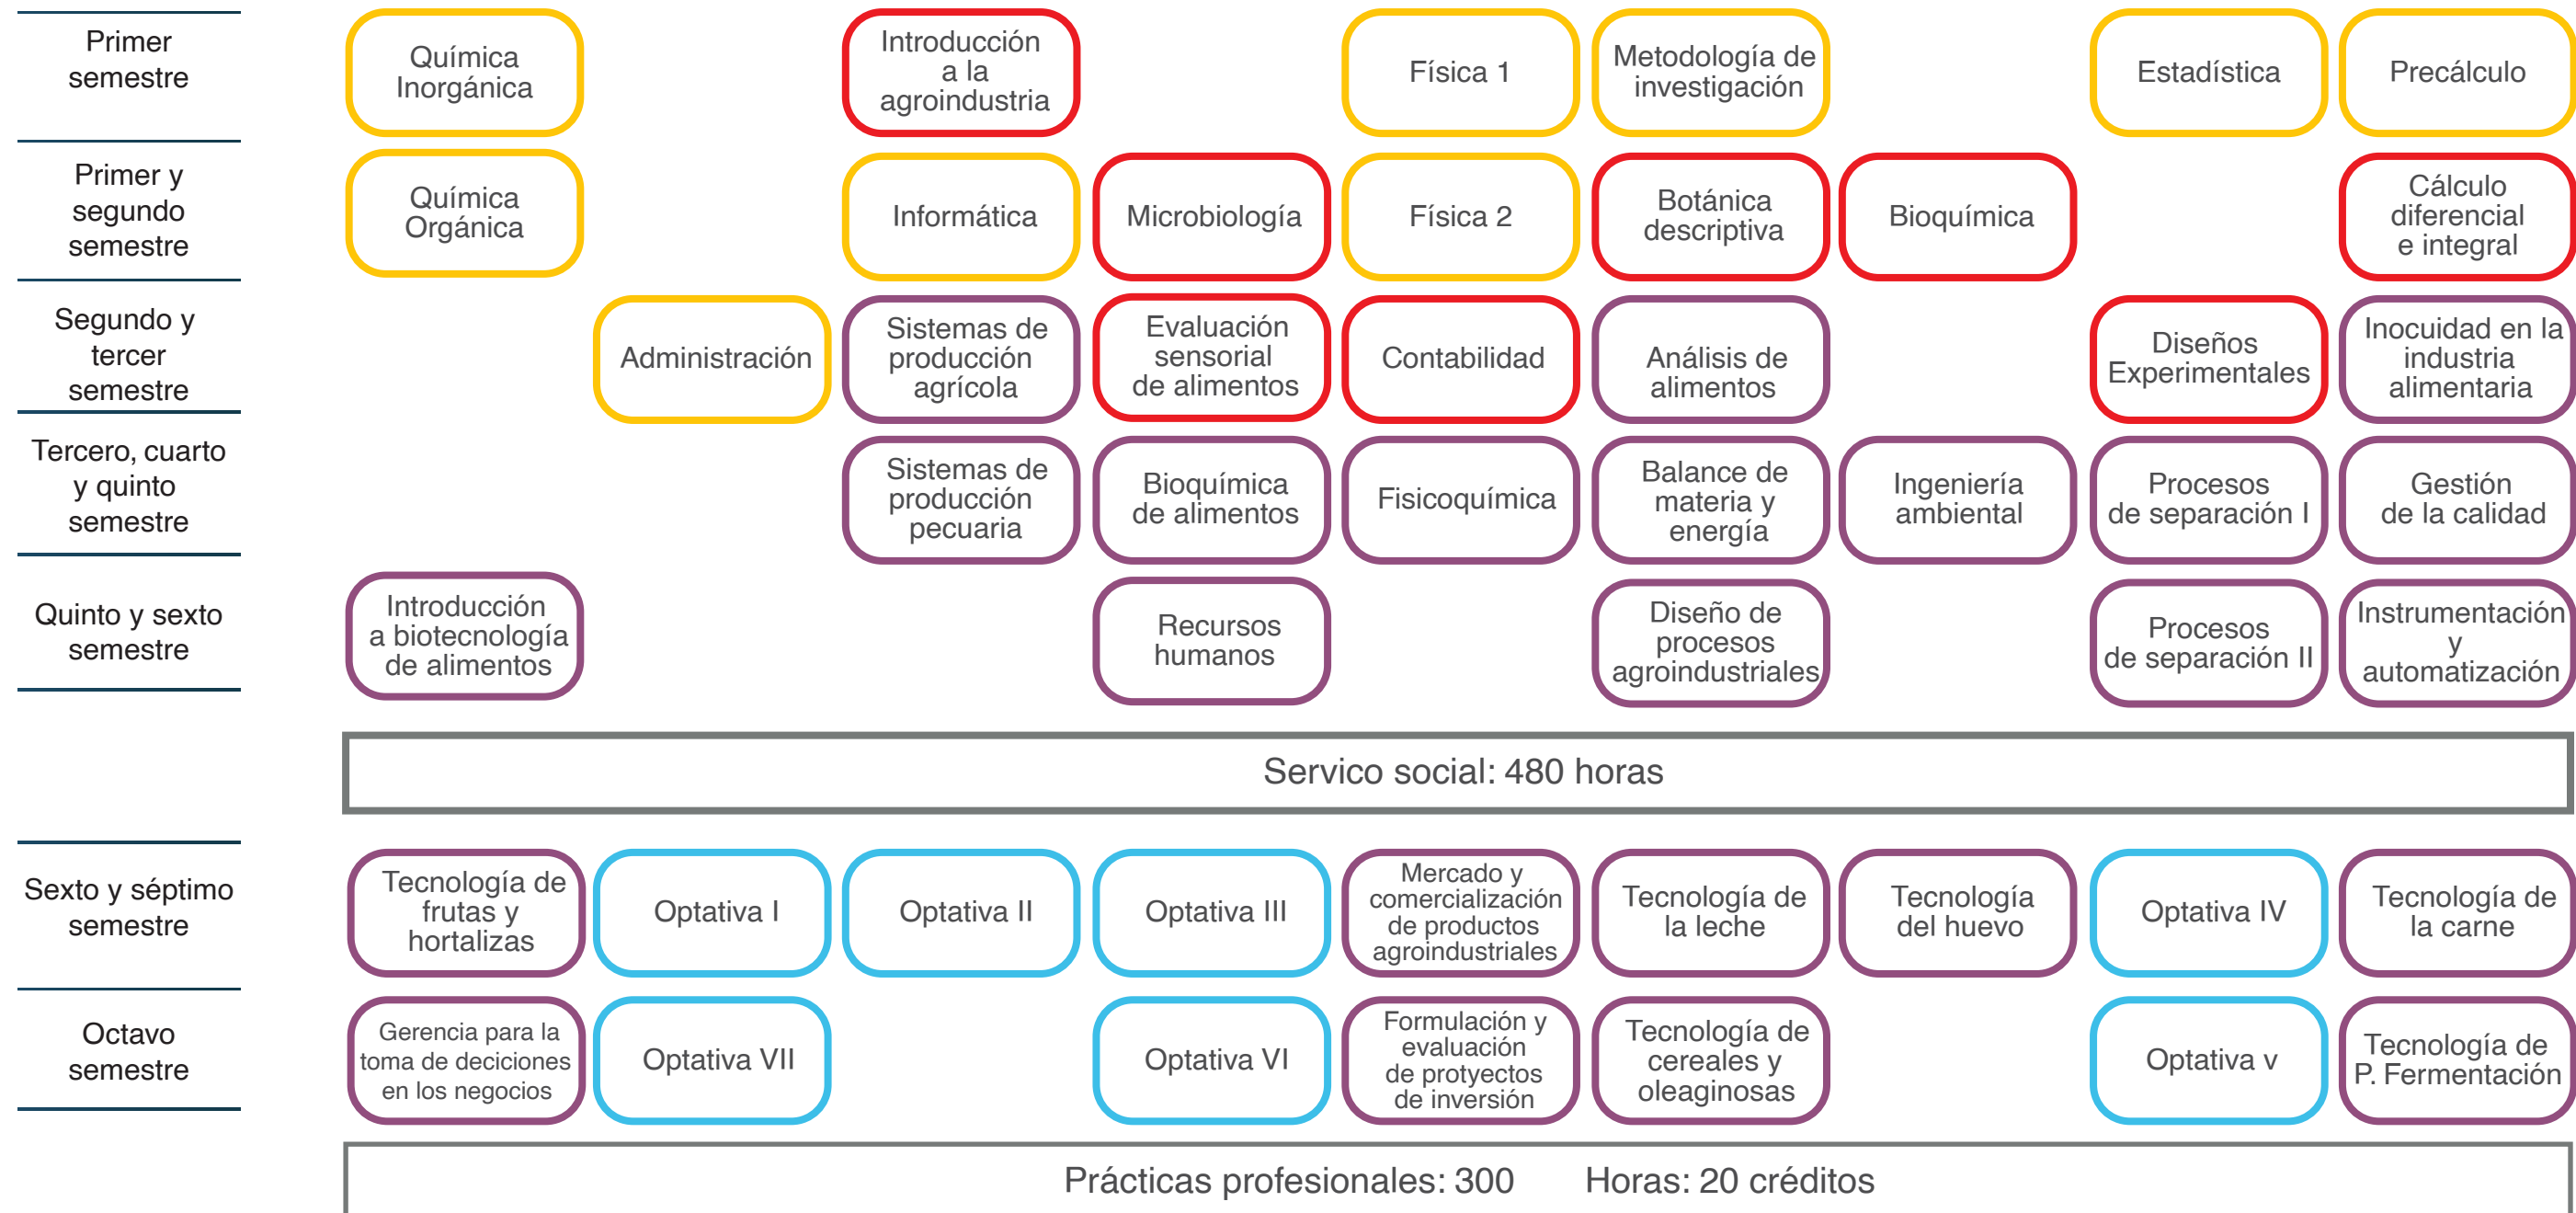 Primer
semestre
Química
Inorgánica
Introducción
a la
agroindustria
Física 1
Metodología de
investigación
Estadística
Precálculo
Primer y
segundo
semestre
Química
Orgánica
Informática
Microbiología
Física 2
Botánica
descriptiva
Bioquímica
Cálculo
diferencial
e integral
Segundo y
tercer
semestre
Administración
Sistemas de
producción
agrícola
Evaluación
sensorial
de alimentos
Contabilidad
Análisis de
alimentos
Diseños
Experimentales
Inocuidad en la
industria
alimentaria
Tercero, cuarto
y quinto
semestre
Sistemas de
producción
pecuaria
Bioquímica
de alimentos
Fisicoquímica
Balance de
materia y
energía
Ingeniería
ambiental
Procesos
de separación I
Gestión
de la calidad
Quinto y sexto
semestre
Introducción
a biotecnología
de alimentos
Recursos
humanos
Diseño de
procesos
agroindustriales
Procesos
de separación II
Instrumentación
y
automatización
Servico social: 480 horas
Sexto y séptimo
semestre
Tecnología de
frutas y
hortalizas
Optativa I
Optativa II
Optativa III
Mercado y
comercialización
de productos
agroindustriales
Tecnología de
la leche
Tecnología
del huevo
Optativa IV
Tecnología de
la carne
Octavo
semestre
Gerencia para la
toma de deciciones
en los negocios
Optativa VII
Optativa VI
Formulación y
evaluación
de protyectos
de inversión
Tecnología de
cereales y
oleaginosas
Optativa v
Tecnología de
P. Fermentación
Prácticas profesionales: 300 Horas: 20 créditos